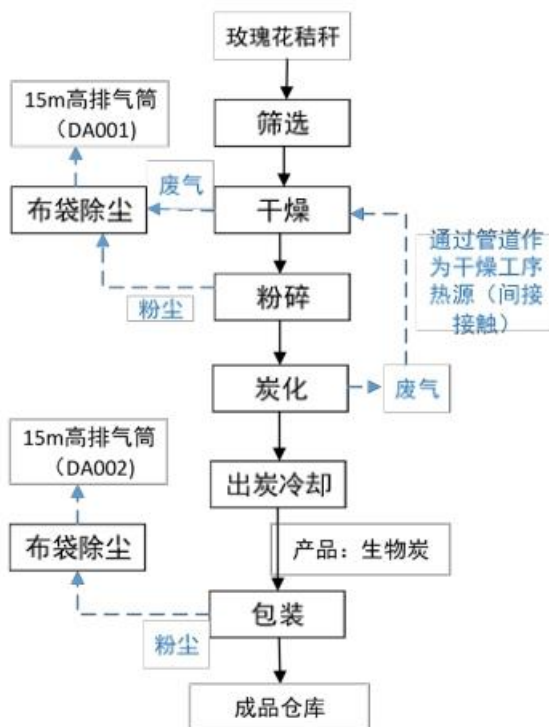 玫瑰花秸秆
15m高排气筒
（DA001)
筛选
废气
布袋除尘
干燥
通过管道作
为干燥工序
热源（间接
接触）
粉尘
粉碎
炭化
废气
15m高排气筒
（DA002)
出炭冷却
布袋除尘
产品：生物炭
包装
粉尘
成品仓库